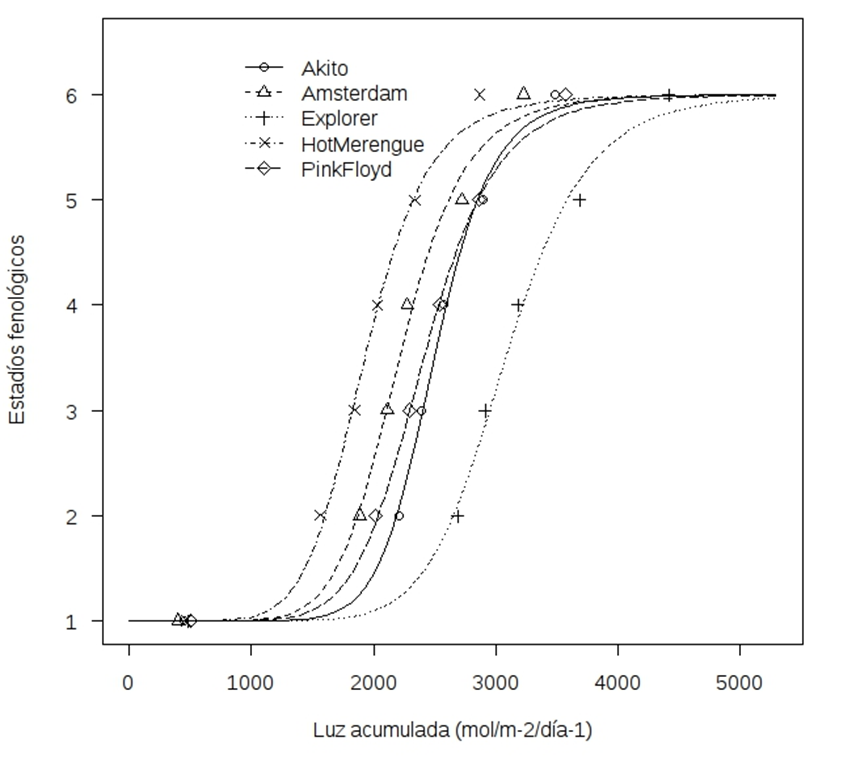 Akito
Amsterdam
Explorer
HotMerengue
PinkFloyd
6
5
4
3
2
1
Estadíos fenológicos
0 1000 2000 3000 4000 5000
Luz acumulada (mol/m-2/día-1)